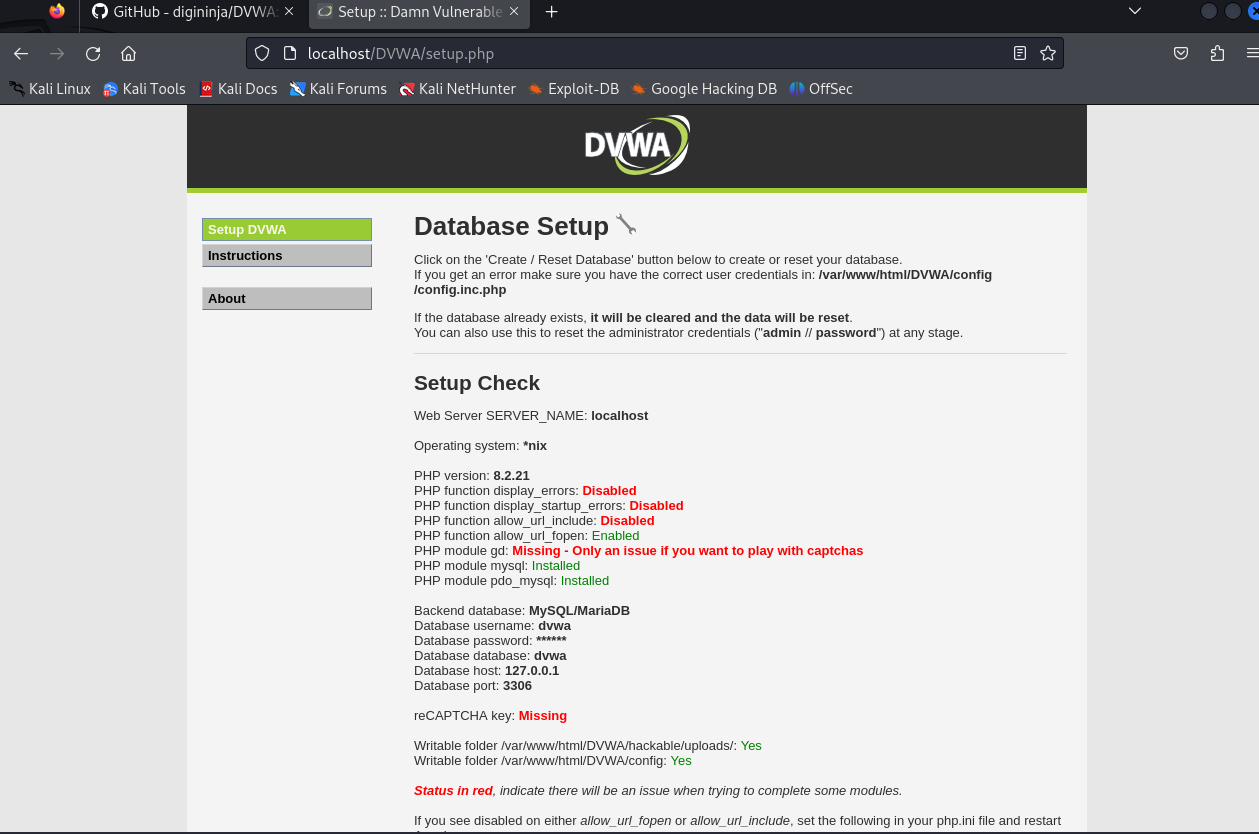 GitHub - digininja/DVWA:
Setup :: Damn Vulnerable
localhost/DVWA/setup.php
Kali Linux
Kali Tools
Kali Docs
Kali Forums
Kali NetHunter
Exploit-DB
Google Hacking DB
OffSec
DVWA
Setup DVWA
Instructions
About
Database Setup
Click on the 'Create / Reset Database' button below to create or reset your database.
If you get an error make sure you have the correct user credentials in: /var/www/html/DVWA/config
/config.inc.php
If the database already exists, it will be cleared and the data will be reset.
You can also use this to reset the administrator credentials ("admin // password") at any stage.
Setup Check
Web Server SERVER_NAME: localhost
Operating system: *nix
PHP version: 8.2.21
PHP function display_errors: Disabled
PHP function display_startup_errors: Disabled
PHP function allow_url_include: Disabled
PHP function allow_url_fopen: Enabled
PHP module gd: Missing - Only an issue if you want to play with captchas
PHP module mysql: Installed
PHP module pdo_mysql: Installed
Backend database: MySQL/MariaDB
Database username: dvwa
Database password: ******
Database database: dvwa
Database host: 127.0.0.1
Database port: 3306
reCAPTCHA key: Missing
Writable folder /var/www/html/DVWA/hackable/uploads/: Yes
Writable folder /var/www/html/DVWA/config: Yes
Status in red, indicate there will be an issue when trying to complete some modules.
If you see disabled on either allow_url_fopen or allow_url_include, set the following in your php.ini file and restart